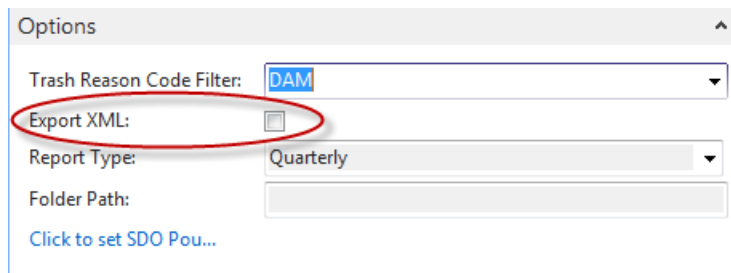 Options
Trash Reason Code Filter: DAM
Export XML:
Report Type: Quarterly
Folder Path:
Click to set SDO Pou...